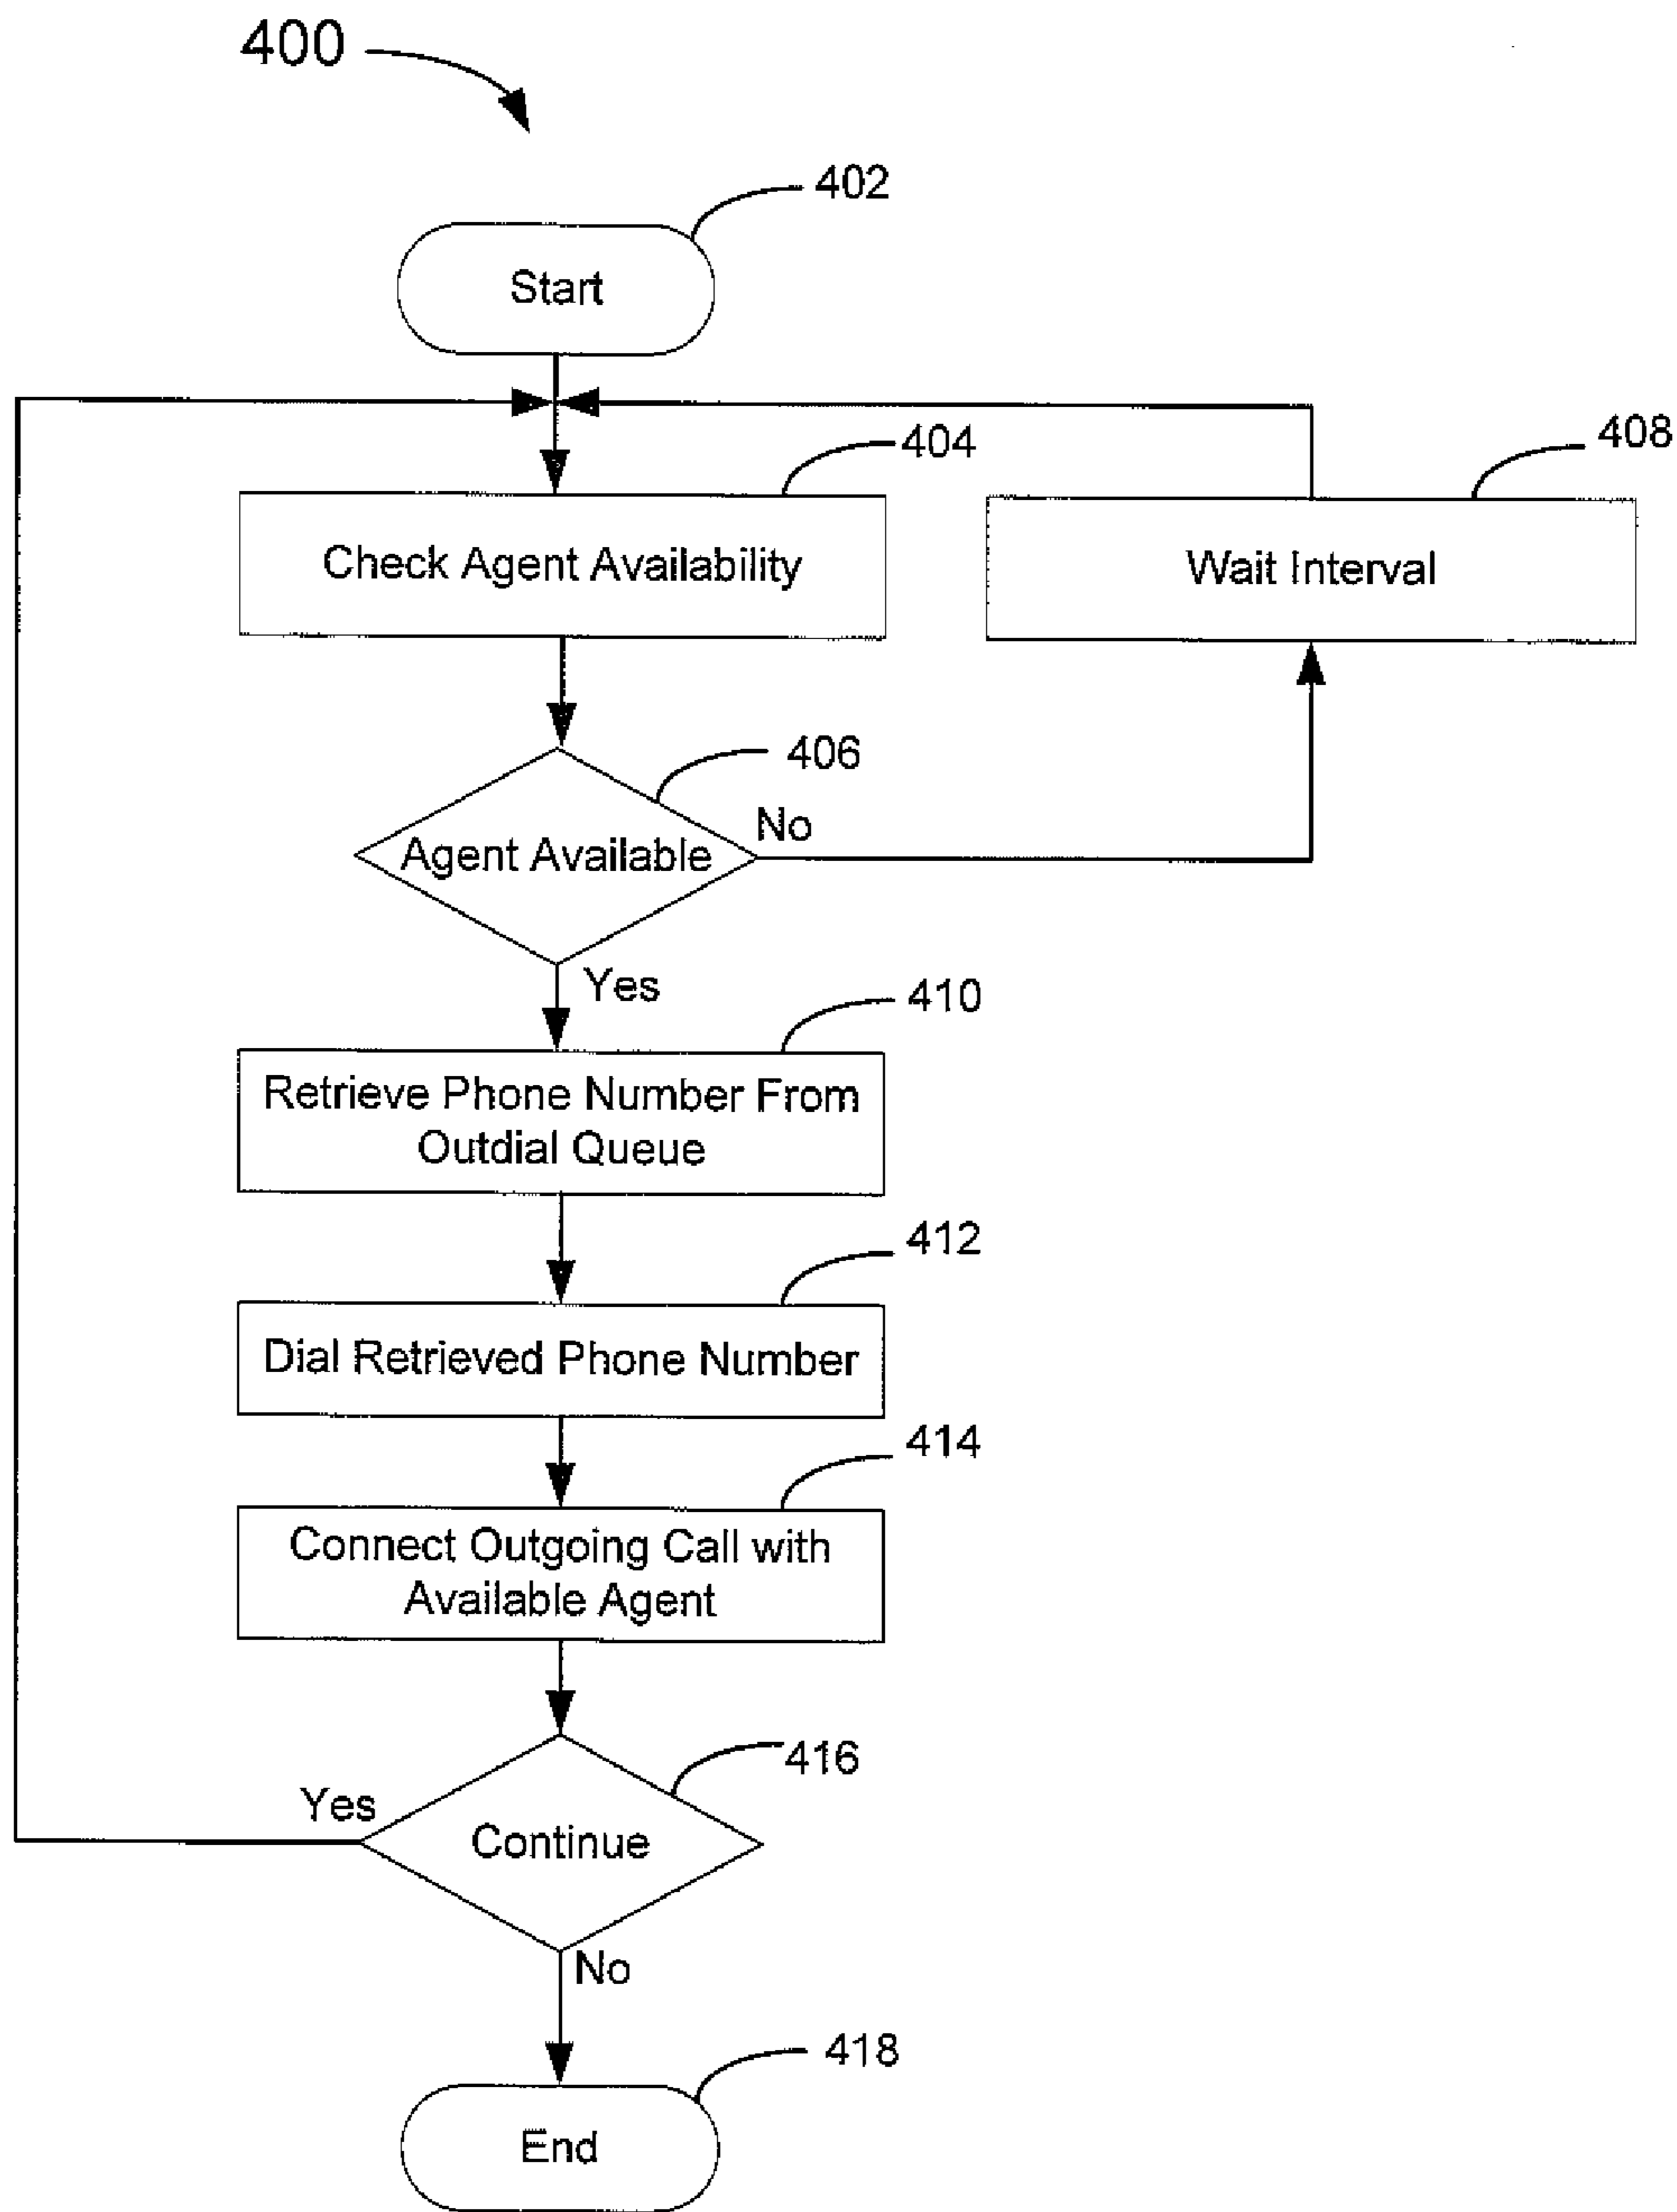 400
402
Start
404
408
Check Agent Availability
Wait Interval
406
No
Agent Available
Yes
410
Retrieve Phone Number From
Outdial Queue
412
Dial Retrieved Phone Number
414
Connect Outgoing Call with
Available Agent
416
Yes
Continue
No
418
End